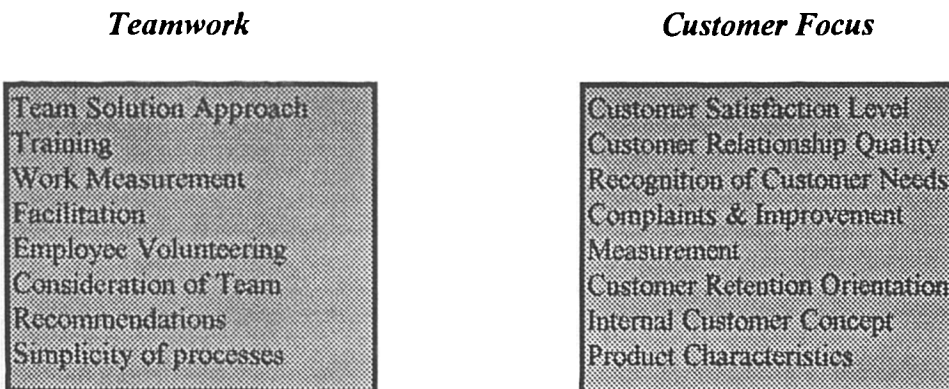 Teamwork
Team Solution Approach
Training
Work Measurement
Facilitation
Employee Volunteering
Consideration of Team
Recommendations
Simplicity of processes
Customer Focus
Customer Satisfaction Level
Customer Relationship Quality
Recognition of Customer Needs
Complaints & Improvement
Measurement
Customer Retention Orientation
Internal Customer Concept
Product Characteristics